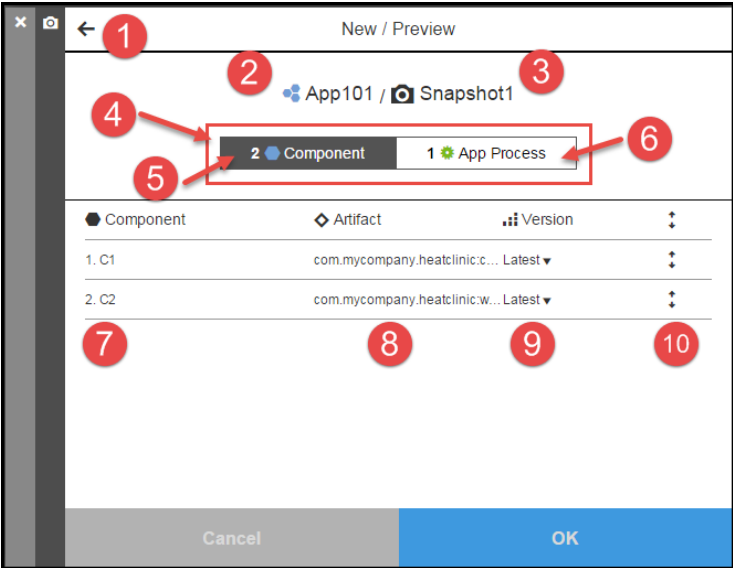 1
New / Preview
2
3
App101 / Snapshot1
4
5
6
2 Component
1 App Process
Component Artifact Version
1. C1 com.mycompany.heatclinic:c... Latest
2. C2 com.mycompany.heatclinic:w... Latest
7
8
9
10
Cancel
OK